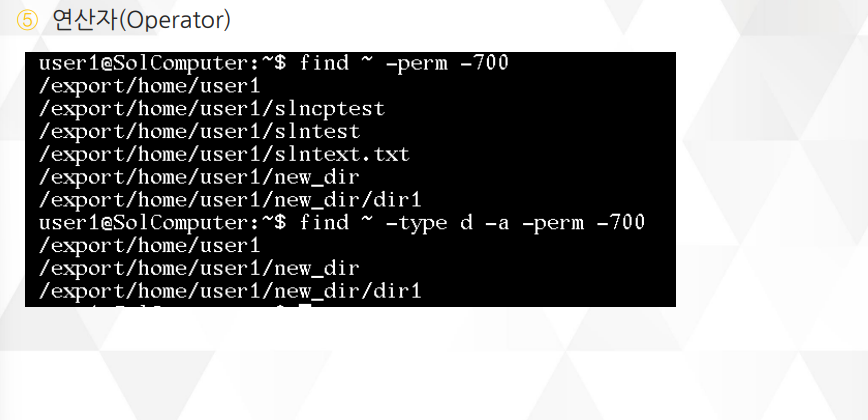 ⑤ 연산자(Operator)
user1@SolComputer:~$ find ~ -perm -700
/export/home/user1
/export/home/user1/slncptest
/export/home/user1/slntest
/export/home/user1/slntext.txt
/export/home/user1/new_dir
/export/home/user1/new_dir/dir1
user1@SolComputer:~$ find ~ -type d -a -perm -700
/export/home/user1
/export/home/user1/new_dir
/export/home/user1/new_dir/dir1